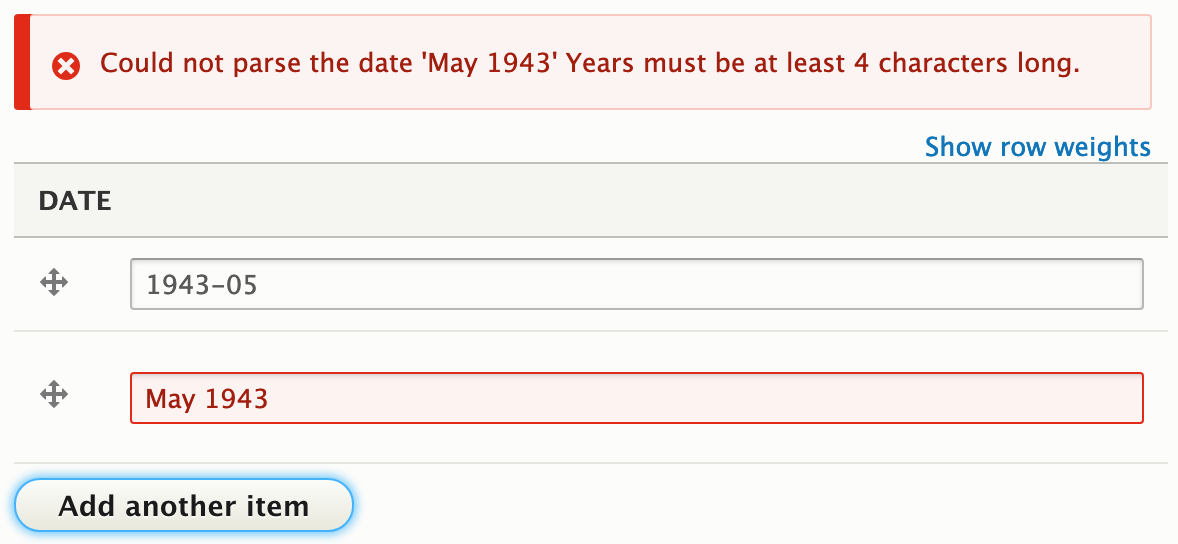 Could not parse the date 'May 1943' Years must be at least 4 characters long.
Show row weights
DATE
1943-05
May 1943
Add another item